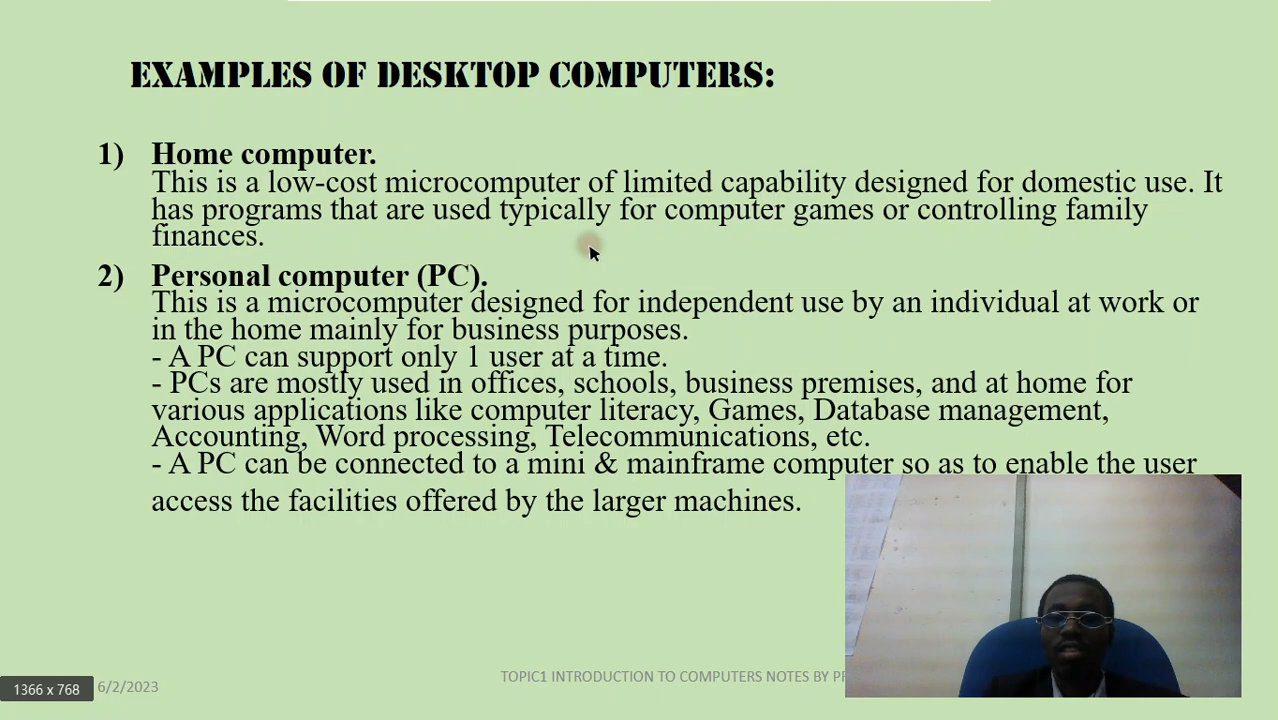 EXAMPLES OF DESKTOP COMPUTERS:
1) Home computer.
This is a low-cost microcomputer of limited capability designed for domestic use. It
has programs that are used typically for computer games or controlling family
finances.
2) Personal computer (PC).
This is a microcomputer designed for independent use by an individual at work or
in the home mainly for business purposes.
- A PC can support only 1 user at a time.
- PCs are mostly used in offices, schools, business premises, and at home for
various applications like computer literacy, Games, Database management,
Accounting, Word processing, Telecommunications, etc.
- A PC can be connected to a mini & mainframe computer so as to enable the user
access the facilities offered by the larger machines.
1366 x 768
6/2/2023
TOPIC1 INTRODUCTION TO COMPUTERS NOTES BY